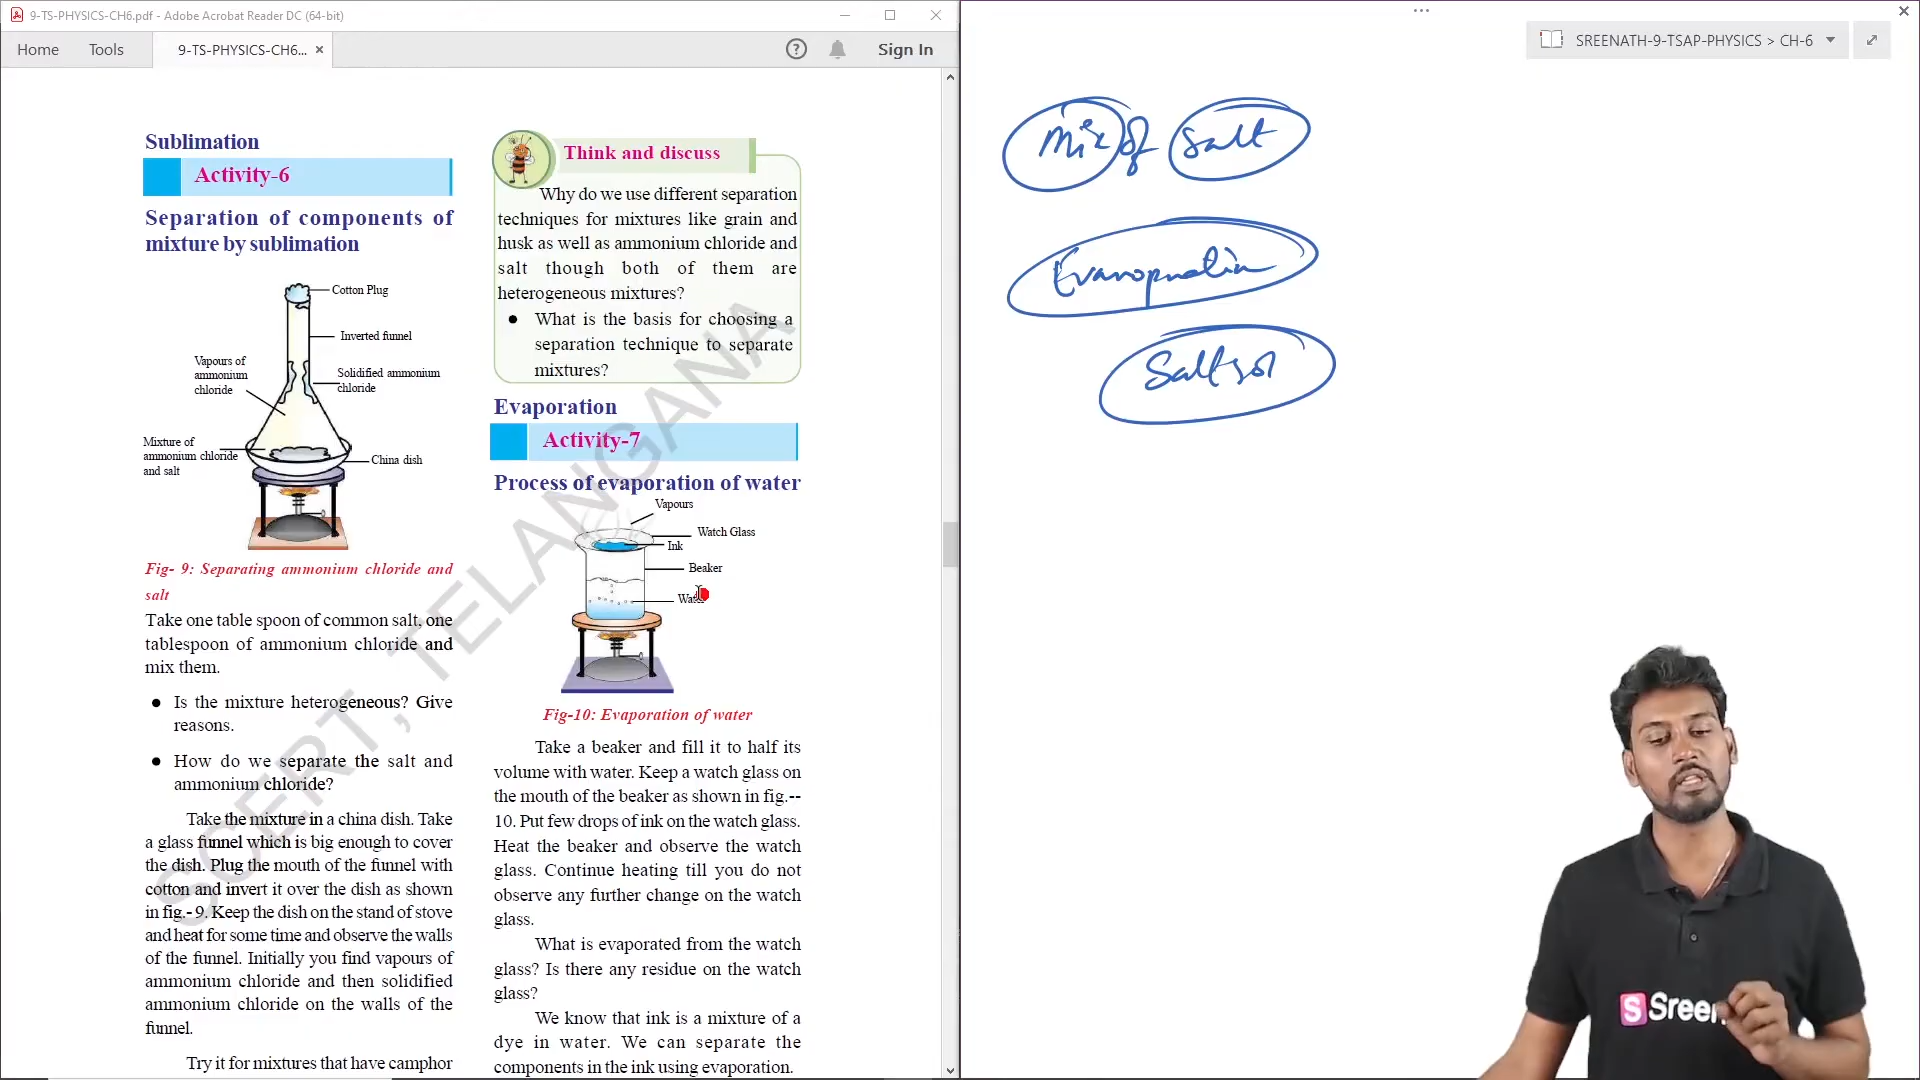 9-TS-PHYSICS-CH6.pdf - Adobe Acrobat Reader DC (64-bit)
Home
Tools
9-TS-PHYSICS-CH6...
Sign In
Sublimation
Activity-6
Separation of components of
mixture by sublimation
Cotton Plug
Inverted funnel
Vapours of
ammonium
chloride
Solidified ammonium
chloride
Mixture of
ammonium chloride
and salt
China dish
Fig- 9: Separating ammonium chloride and
salt
Take one table spoon of common salt, one
tablespoon of ammonium chloride and
mix them.
● Is the mixture heterogeneous? Give
reasons.
● How do we separate the salt and
ammonium chloride?
Take the mixture in a china dish. Take
a glass funnel which is big enough to cover
the dish. Plug the mouth of the funnel with
cotton and invert it over the dish as shown
in fig.- 9. Keep the dish on the stand of stove
and heat for some time and observe the walls
of the funnel. Initially you find vapours of
ammonium chloride and then solidified
ammonium chloride on the walls of the
funnel.
Try it for mixtures that have camphor
Think and discuss
Why do we use different separation
techniques for mixtures like grain and
husk as well as ammonium chloride and
salt though both of them are
heterogeneous mixtures?
● What is the basis for choosing a
separation technique to separate
mixtures?
Evaporation
Activity-7
Process of evaporation of water
Vapours
Watch Glass
Ink
Beaker
Fig-10: Evaporation of water
Take a beaker and fill it to half its
volume with water. Keep a watch glass on
the mouth of the beaker as shown in fig.--
10. Put few drops of ink on the watch glass.
Heat the beaker and observe the watch
glass. Continue heating till you do not
observe any further change on the watch
glass.
What is evaporated from the watch
glass? Is there any residue on the watch
glass?
We know that ink is a mixture of a
dye in water. We can separate the
components in the ink using evaporation.
SCERT, TELANGANA
SREENATH-9-TSAP-PHYSICS > CH-6
mix of salt
Salt sol
S Sreen